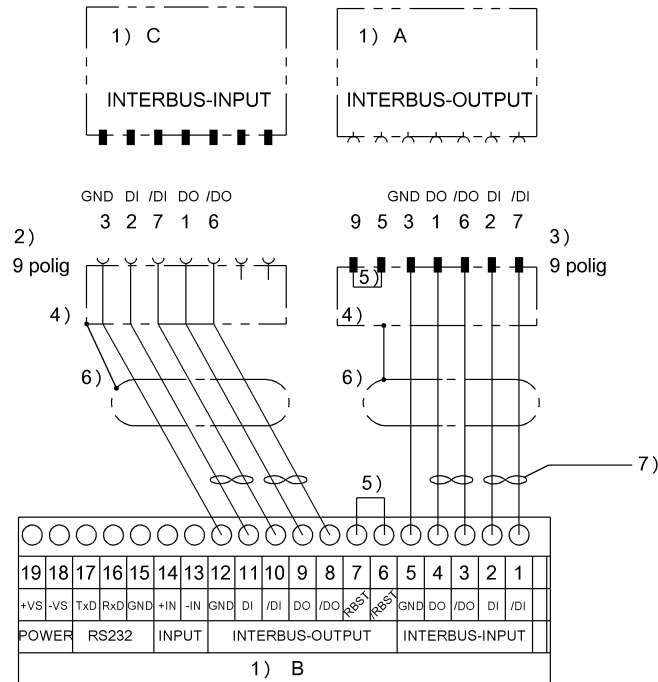 1) C
1) A
INTERBUS-INPUT
INTERBUS-OUTPUT
GND DI /DI DO /DO
3 2 7 1 6
GND DO /DO DI /DI
9 5 3 1 6 2 7
2)
9 polig
3)
9 polig
5)
4)
4)
6)
6)
7)
5)
19 18 17 16 15 14 13 12 11 10 9 8 7 6 5 4 3 2 1
+VS -VS TxD RxD GND +IN -IN GND DI /DI DO /DO RBST /RBST GND DO /DO DI /DI
POWER RS232 INPUT INTERBUS-OUTPUT INTERBUS-INPUT
1) B